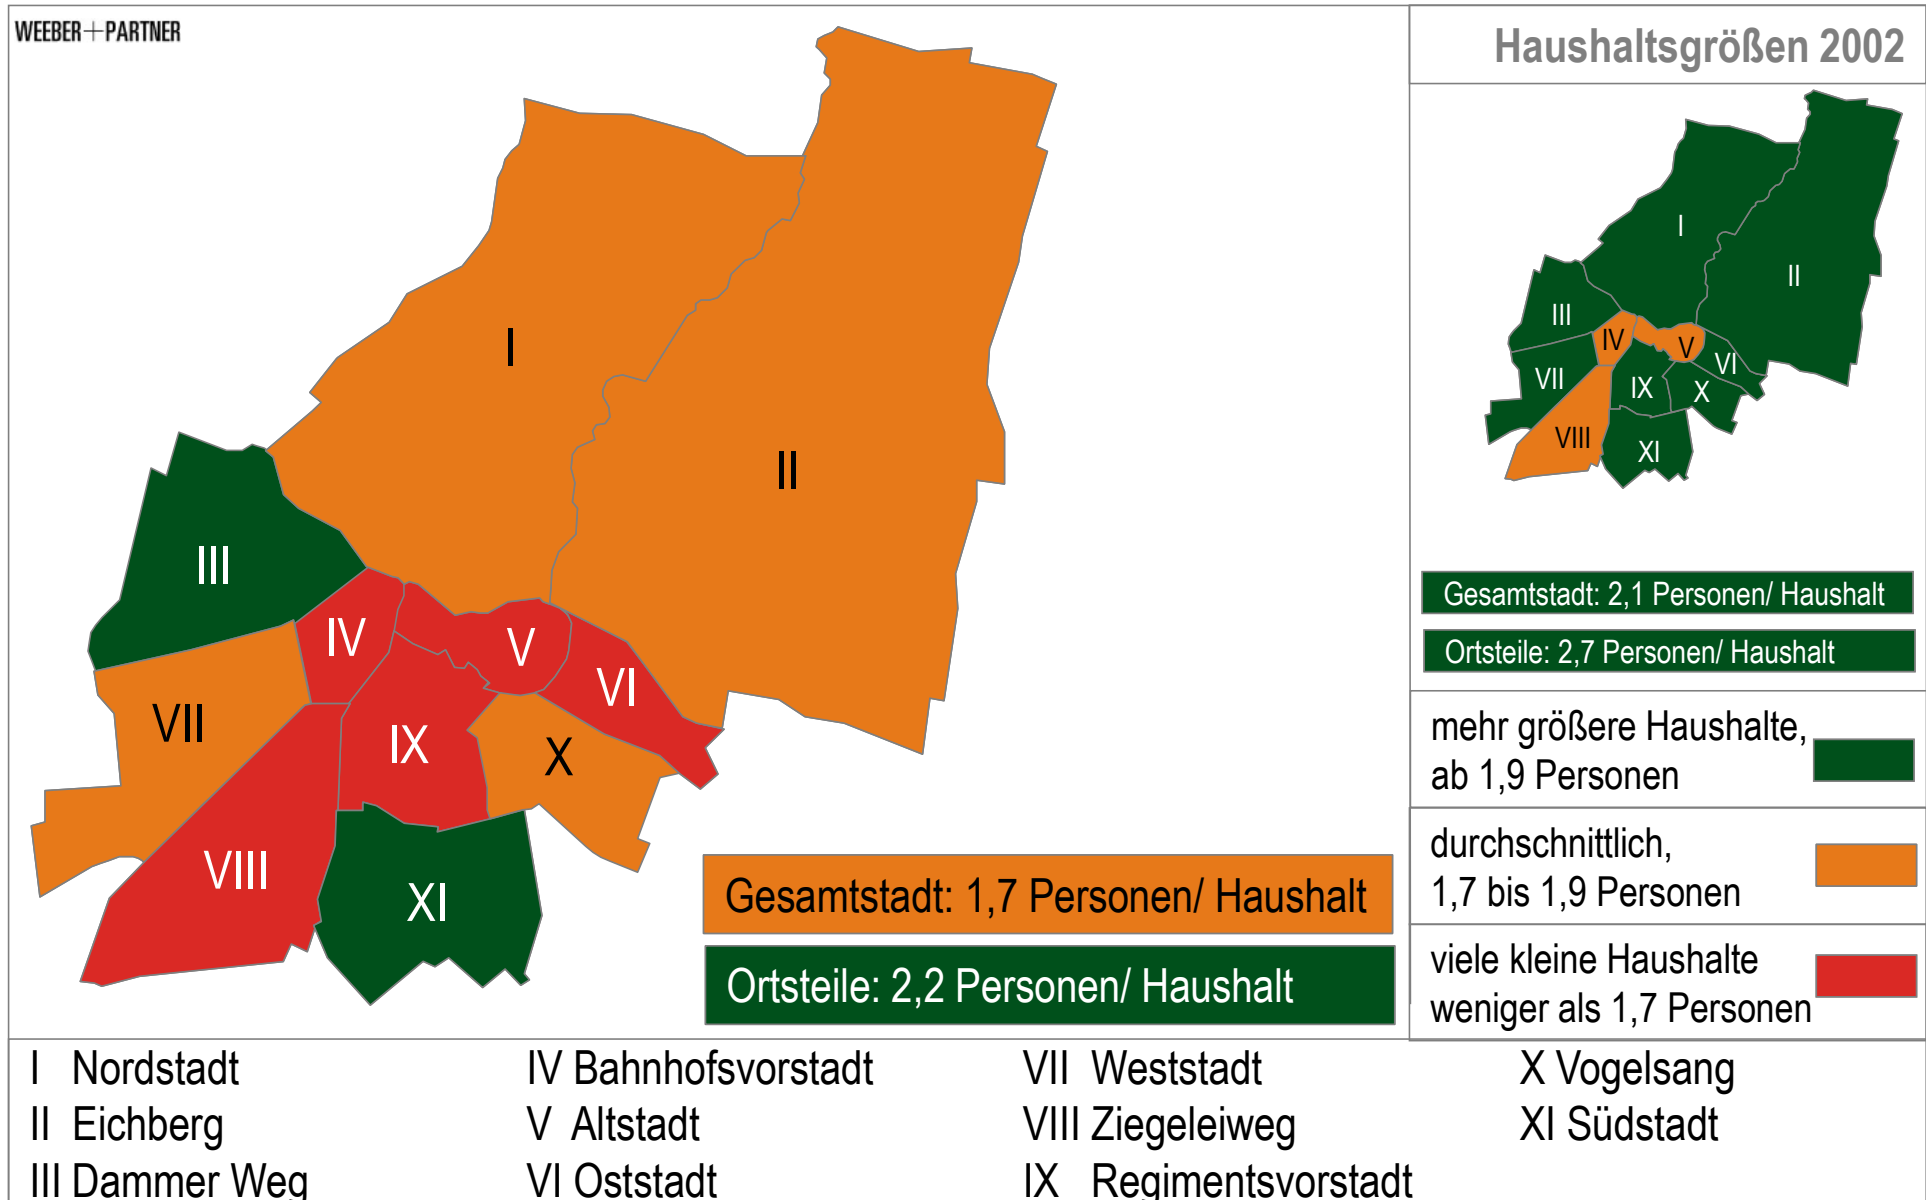 WEEBER+PARTNER
Haushaltsgrößen 2002
I
II
III
IV
V
VI
VII
VIII
IX
X
XI
Gesamtstadt: 1,7 Personen/ Haushalt
Ortsteile: 2,2 Personen/ Haushalt
I
II
III
IV
V
VI
VII
VIII
IX
X
XI
Gesamtstadt: 2,1 Personen/ Haushalt
Ortsteile: 2,7 Personen/ Haushalt
mehr größere Haushalte,
ab 1,9 Personen
durchschnittlich,
1,7 bis 1,9 Personen
viele kleine Haushalte
weniger als 1,7 Personen
I Nordstadt
II Eichberg
III Dammer Weg
IV Bahnhofsvorstadt
V Altstadt
VI Oststadt
VII Weststadt
VIII Ziegeleiweg
IX Regimentsvorstadt
X Vogelsang
XI Südstadt